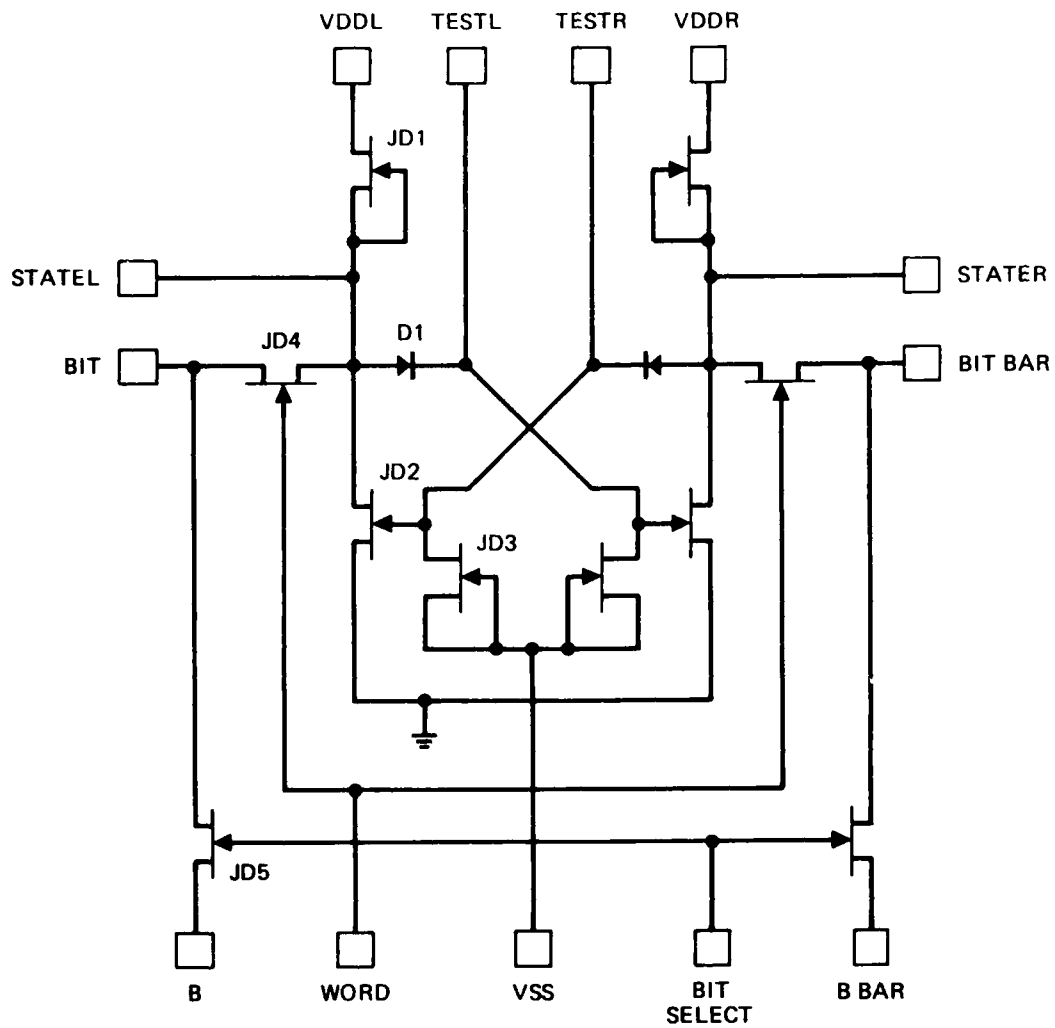 VDDL
TESTL
TESTR
VDDR
JD1
STATEL
STATER
D1
JD4
BIT
BIT BAR
JD2
JD3
JD5
B
WORD
VSS
BIT
SELECT
B BAR